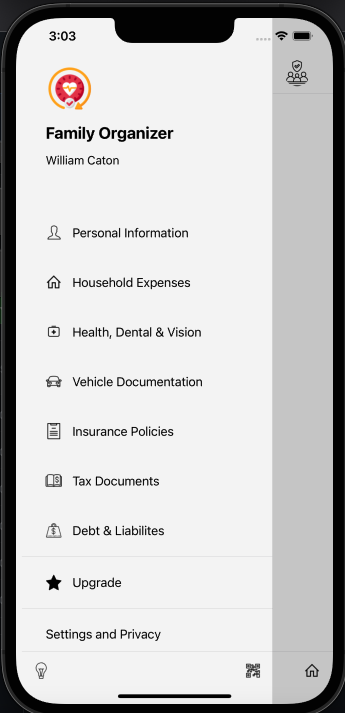 3:03
Family Organizer
William Caton
Personal Information
Household Expenses
Health, Dental & Vision
Vehicle Documentation
Insurance Policies
Tax Documents
Debt & Liabilites
Upgrade
Settings and Privacy